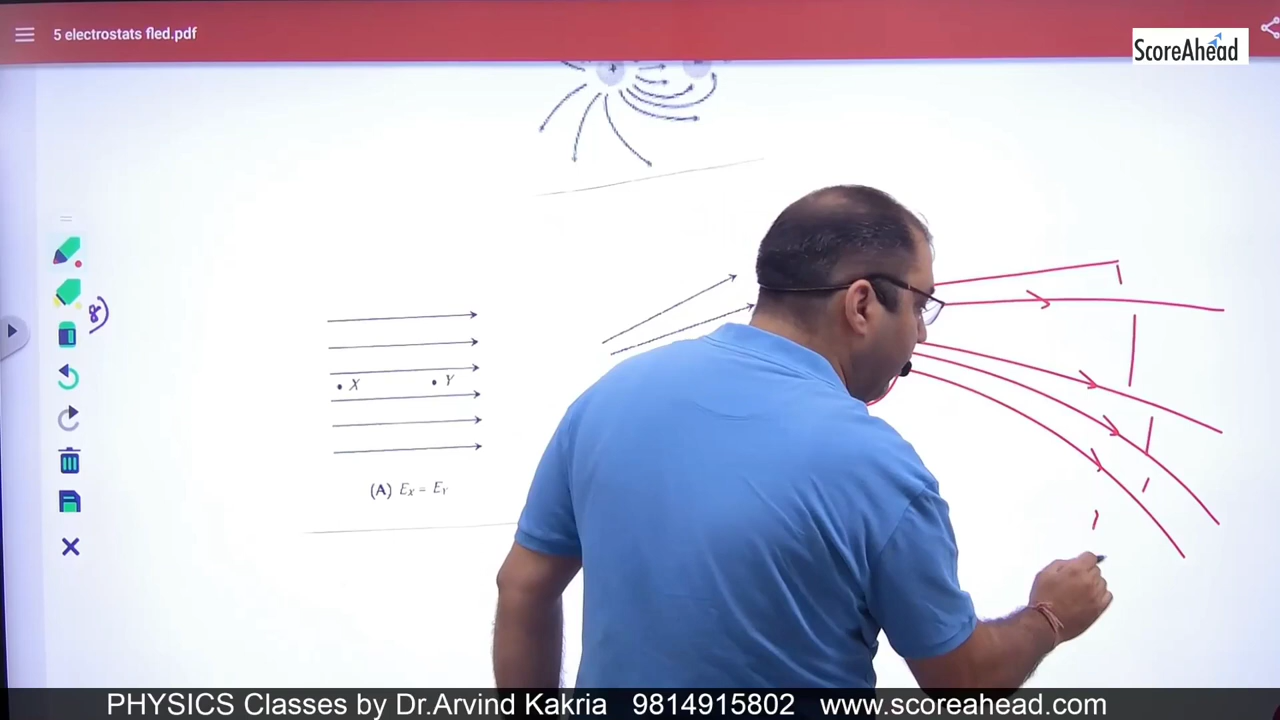 5 electrostats fled.pdf
ScoreAhead
+
8)
X
Y
(A) EX = EY
PHYSICS Classes by Dr.Arvind Kakria 9814915802 www.scoreahead.com